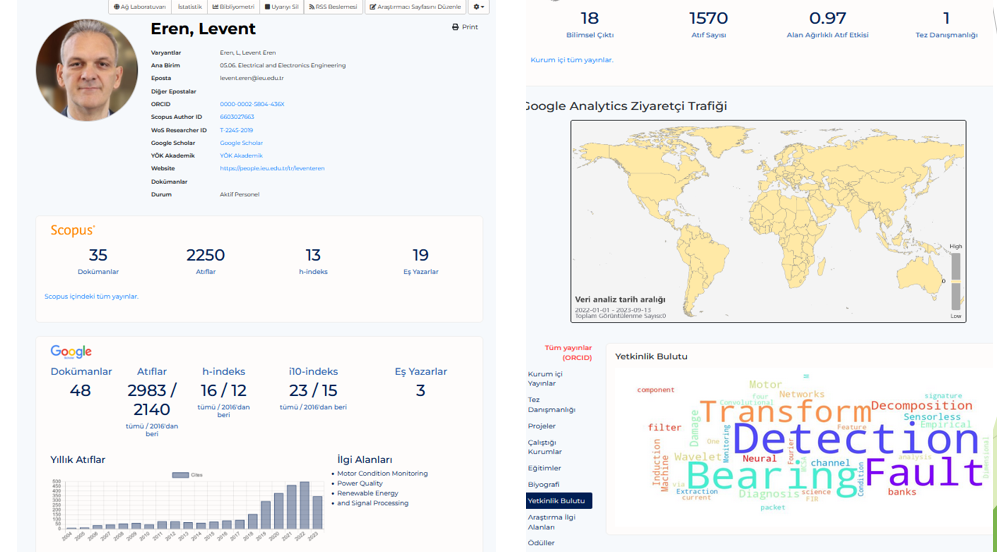 Ağ Laboratuvarı İstatistik Bibliyometri Uyarıyı Sil RSS Beslemesi Araştırmacı Sayfasını Düzenle
Eren, Levent
Print
Varyantlar Eren, L, Levent Eren
Ana Birim 05.06. Electrical and Electronics Engineering
Eposta levent.eren@ieu.edu.tr
Diğer Epostalar
ORCID 0000-0002-5804-436X
Scopus Author ID 6603027663
WoS Researcher ID T-2245-2019
Google Scholar Google Scholar
YÖK Akademik YÖK Akademik
Website https://people.ieu.edu.tr/tr/leventeren
Dokümanlar
Durum Aktif Personel
Scopus
35 2250 13 19
Dokümanlar Atıflar h-indeks Eş Yazarlar
Scopus içindeki tüm yayınlar.
Google
Dokümanlar Atıflar h-indeks i10-indeks Eş Yazarlar
48 2983 / 2140 16 / 12 23 / 15 3
tümü / 2016'dan beri tümü / 2016'dan beri tümü / 2016'dan beri
Yıllık Atıflar
Cites
500
450
400
350
300
250
200
150
100
50
0
2004 2005 2006 2007 2008 2009 2010 2011 2012 2013 2014 2015 2016 2017 2018 2019 2020 2021 2022 2023
İlgi Alanları
Motor Condition Monitoring
Power Quality
Renewable Energy
and Signal Processing
18 1570 0.97 1
Bilimsel Çıktı Atıf Sayısı Alan Ağırlıklı Atıf Etkisi Tez Danışmanlığı
Kurum içi tüm yayınlar.
Google Analytics Ziyaretçi Trafiği
High
0
Low
Veri analiz tarih aralığı
2022-01-01 - 2023-09-13
Toplam Görüntülenme Sayısı:0
Tüm yayınlar
(ORCID)
Kurum içi
Yayınlar
Tez
Danışmanlığı
Projeler
Çalıştığı
Kurumlar
Eğitimler
Biyografi
Yetkinlik Bulutu
Araştırma İlgi
Alanları
Ödüller
Yetkinlik Bulutu
component Motor
four Networks signature
Convolutional
Transform Decomposition
Damage Sensorless
filter Feature Empirical
Detection
Monitoring One Fourier
Induction Machine Wavelet Neural channel analysis
Bearing Fault
via Condition
Extraction Diagnosis science banks
current FIR
packet